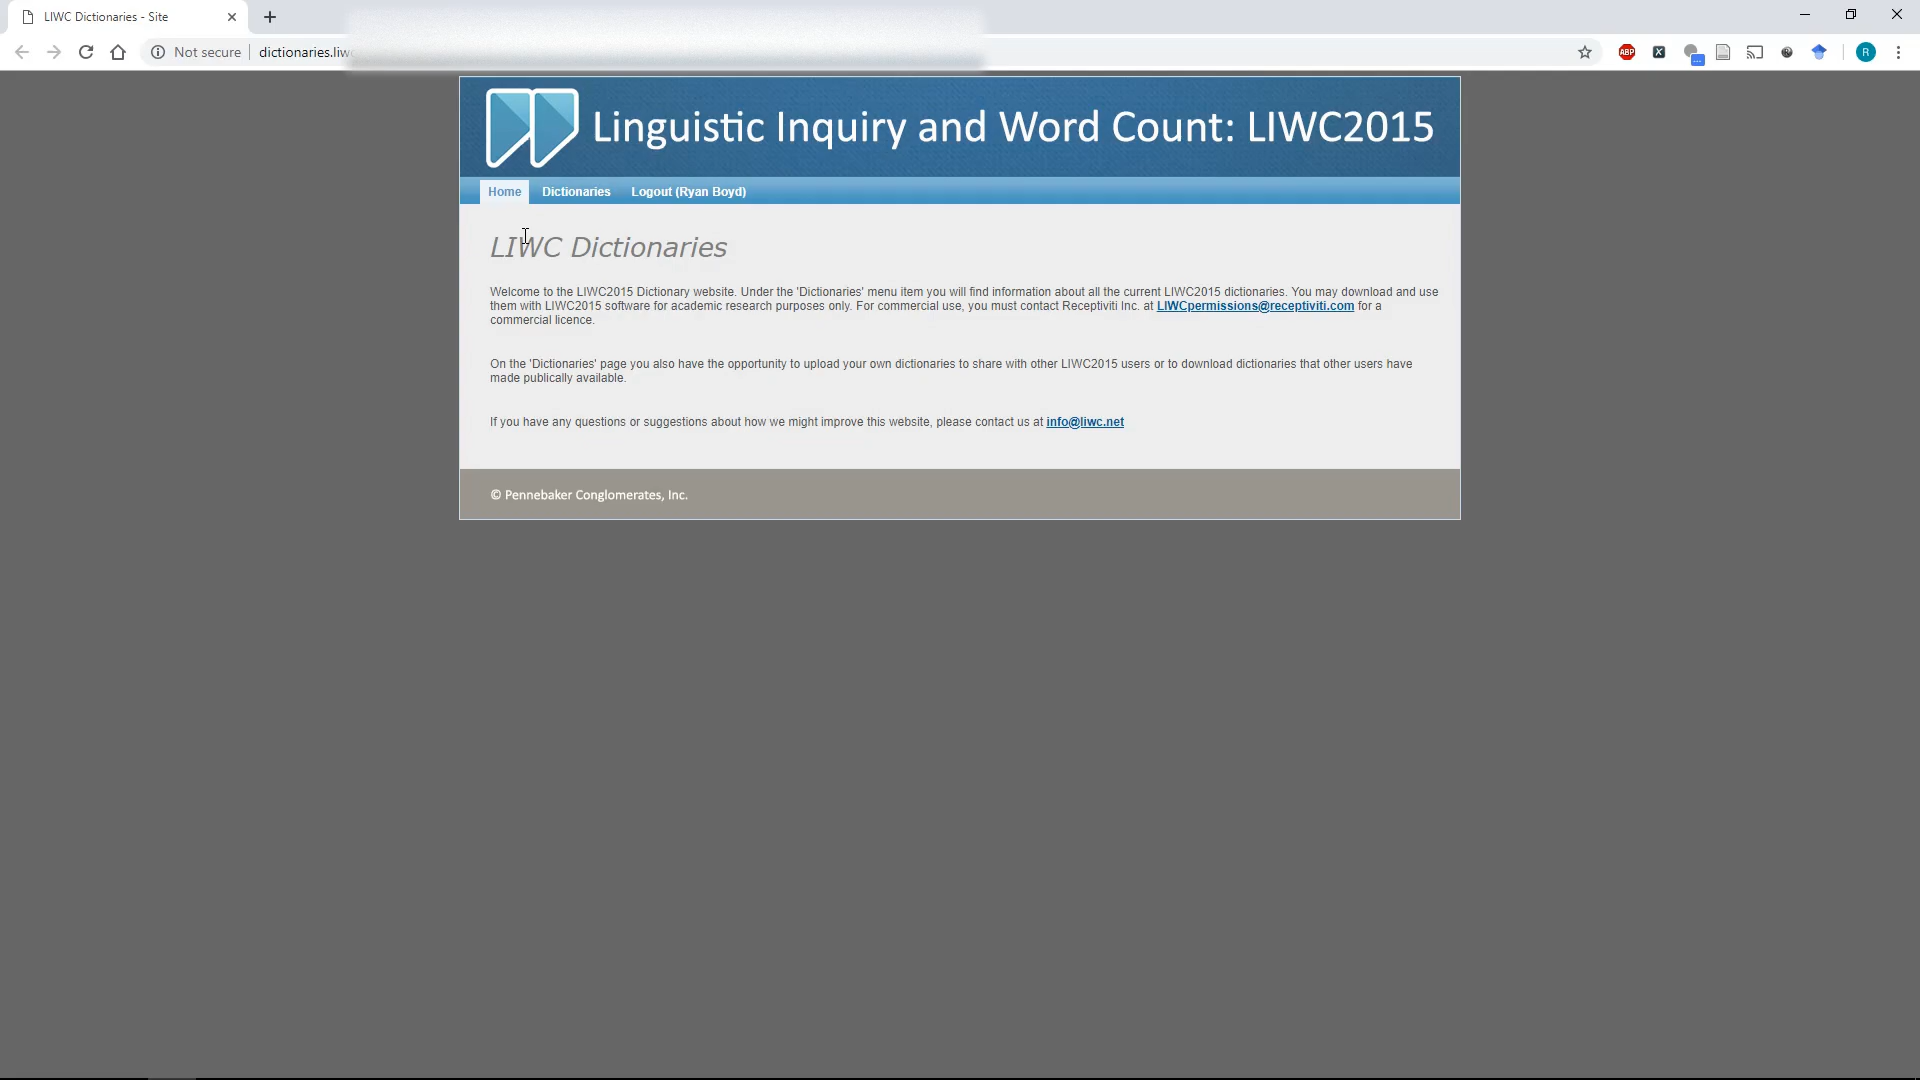 LIWC Dictionaries - Site
Not secure
dictionaries.liwc
ABP
R
Linguistic Inquiry and Word Count: LIWC2015
Home Dictionaries Logout (Ryan Boyd)
LIWC Dictionaries
Welcome to the LIWC2015 Dictionary website. Under the 'Dictionaries' menu item you will find information about all the current LIWC2015 dictionaries. You may download and use
them with LIWC2015 software for academic research purposes only. For commercial use, you must contact Receptiviti Inc. at LIWCpermissions@receptiviti.com for a
commercial licence.
On the 'Dictionaries' page you also have the opportunity to upload your own dictionaries to share with other LIWC2015 users or to download dictionaries that other users have
made publically available.
If you have any questions or suggestions about how we might improve this website, please contact us at info@liwc.net
© Pennebaker Conglomerates, Inc.